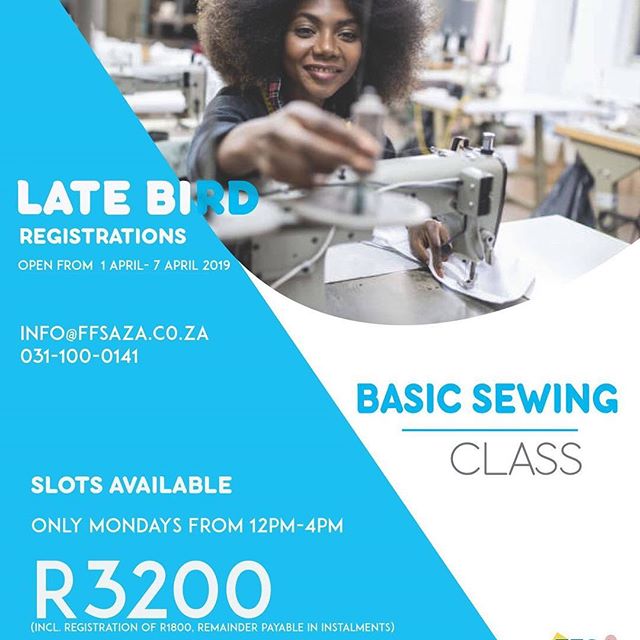 LATE BIRD
REGISTRATIONS
OPEN FROM 1 APRIL- 7 APRIL 2019
INFO@FFSAZA.CO.ZA
031-100-0141
BASIC SEWING
CLASS
SLOTS AVAILABLE
ONLY MONDAYS FROM 12PM-4PM
R3200
(INCL. REGISTRATION OF R1800, REMAINDER PAYABLE IN INSTALMENTS)